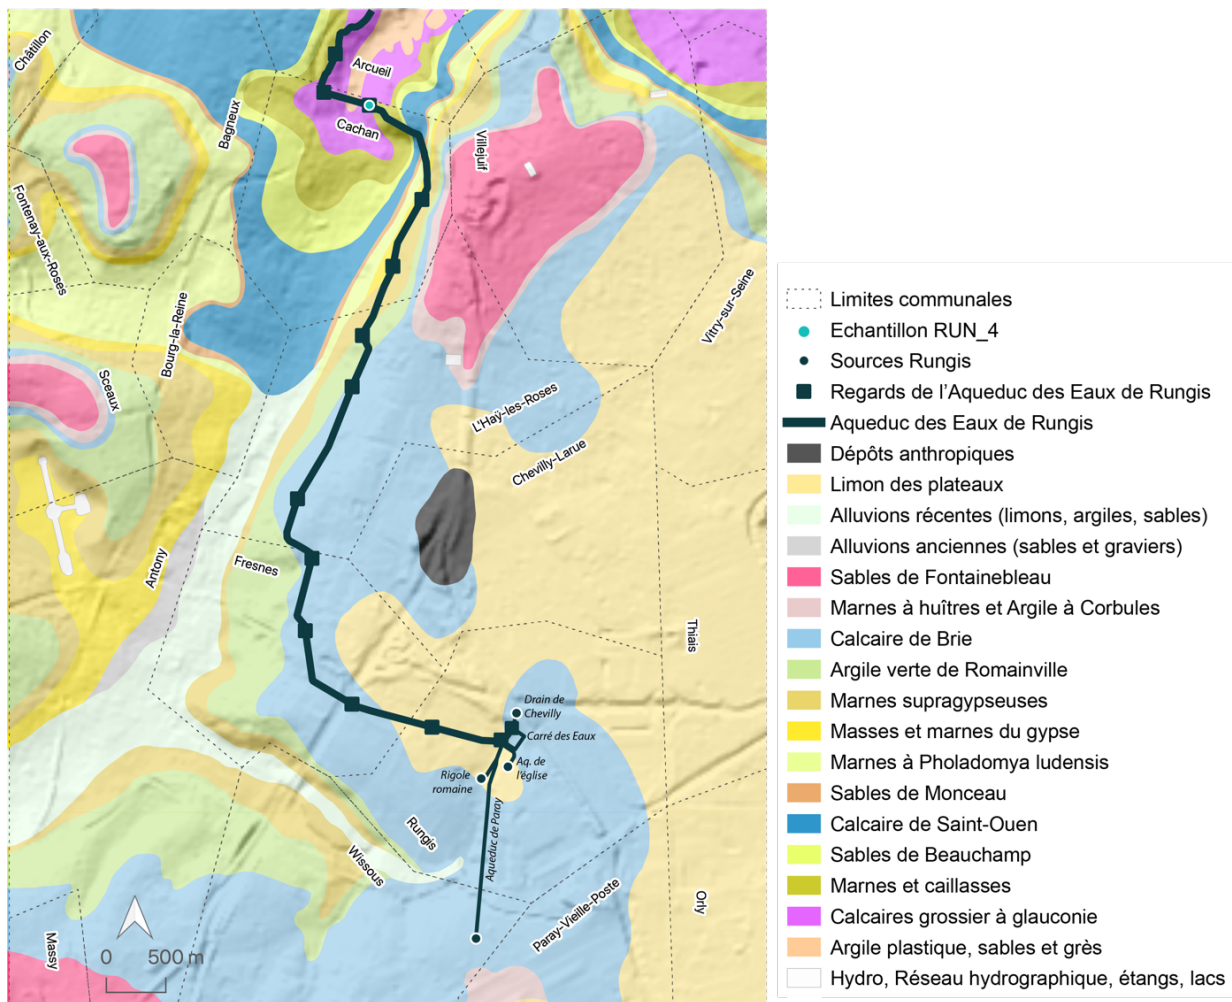 Châtillon
Arcueil
Bagneux
Cachan
Villejuif
Fontenay-aux-Roses
Bourg-la-Reine
Vitry-sur-Seine
Sceaux
L'Haÿ-les-Roses
Chevilly-Larue
Antony
Fresnes
Thiais
Drain de
Chevilly
Carré des Eaux
Aq. de
l'église
Rigole
romaine
Aqueduc de Paray
Rungis
Wissous
Paray-Vieille-Poste
Orly
Massy
0 500 m
Limites communales
Echantillon RUN_4
Sources Rungis
Regards de l'Aqueduc des Eaux de Rungis
Aqueduc des Eaux de Rungis
Dépôts anthropiques
Limon des plateaux
Alluvions récentes (limons, argiles, sables)
Alluvions anciennes (sables et graviers)
Sables de Fontainebleau
Marnes à huîtres et Argile à Corbules
Calcaire de Brie
Argile verte de Romainville
Marnes supragypseuses
Masses et marnes du gypse
Marnes à Pholadomya ludensis
Sables de Monceau
Calcaire de Saint-Ouen
Sables de Beauchamp
Marnes et caillasses
Calcaires grossier à glauconie
Argile plastique, sables et grès
Hydro, Réseau hydrographique, étangs, lacs